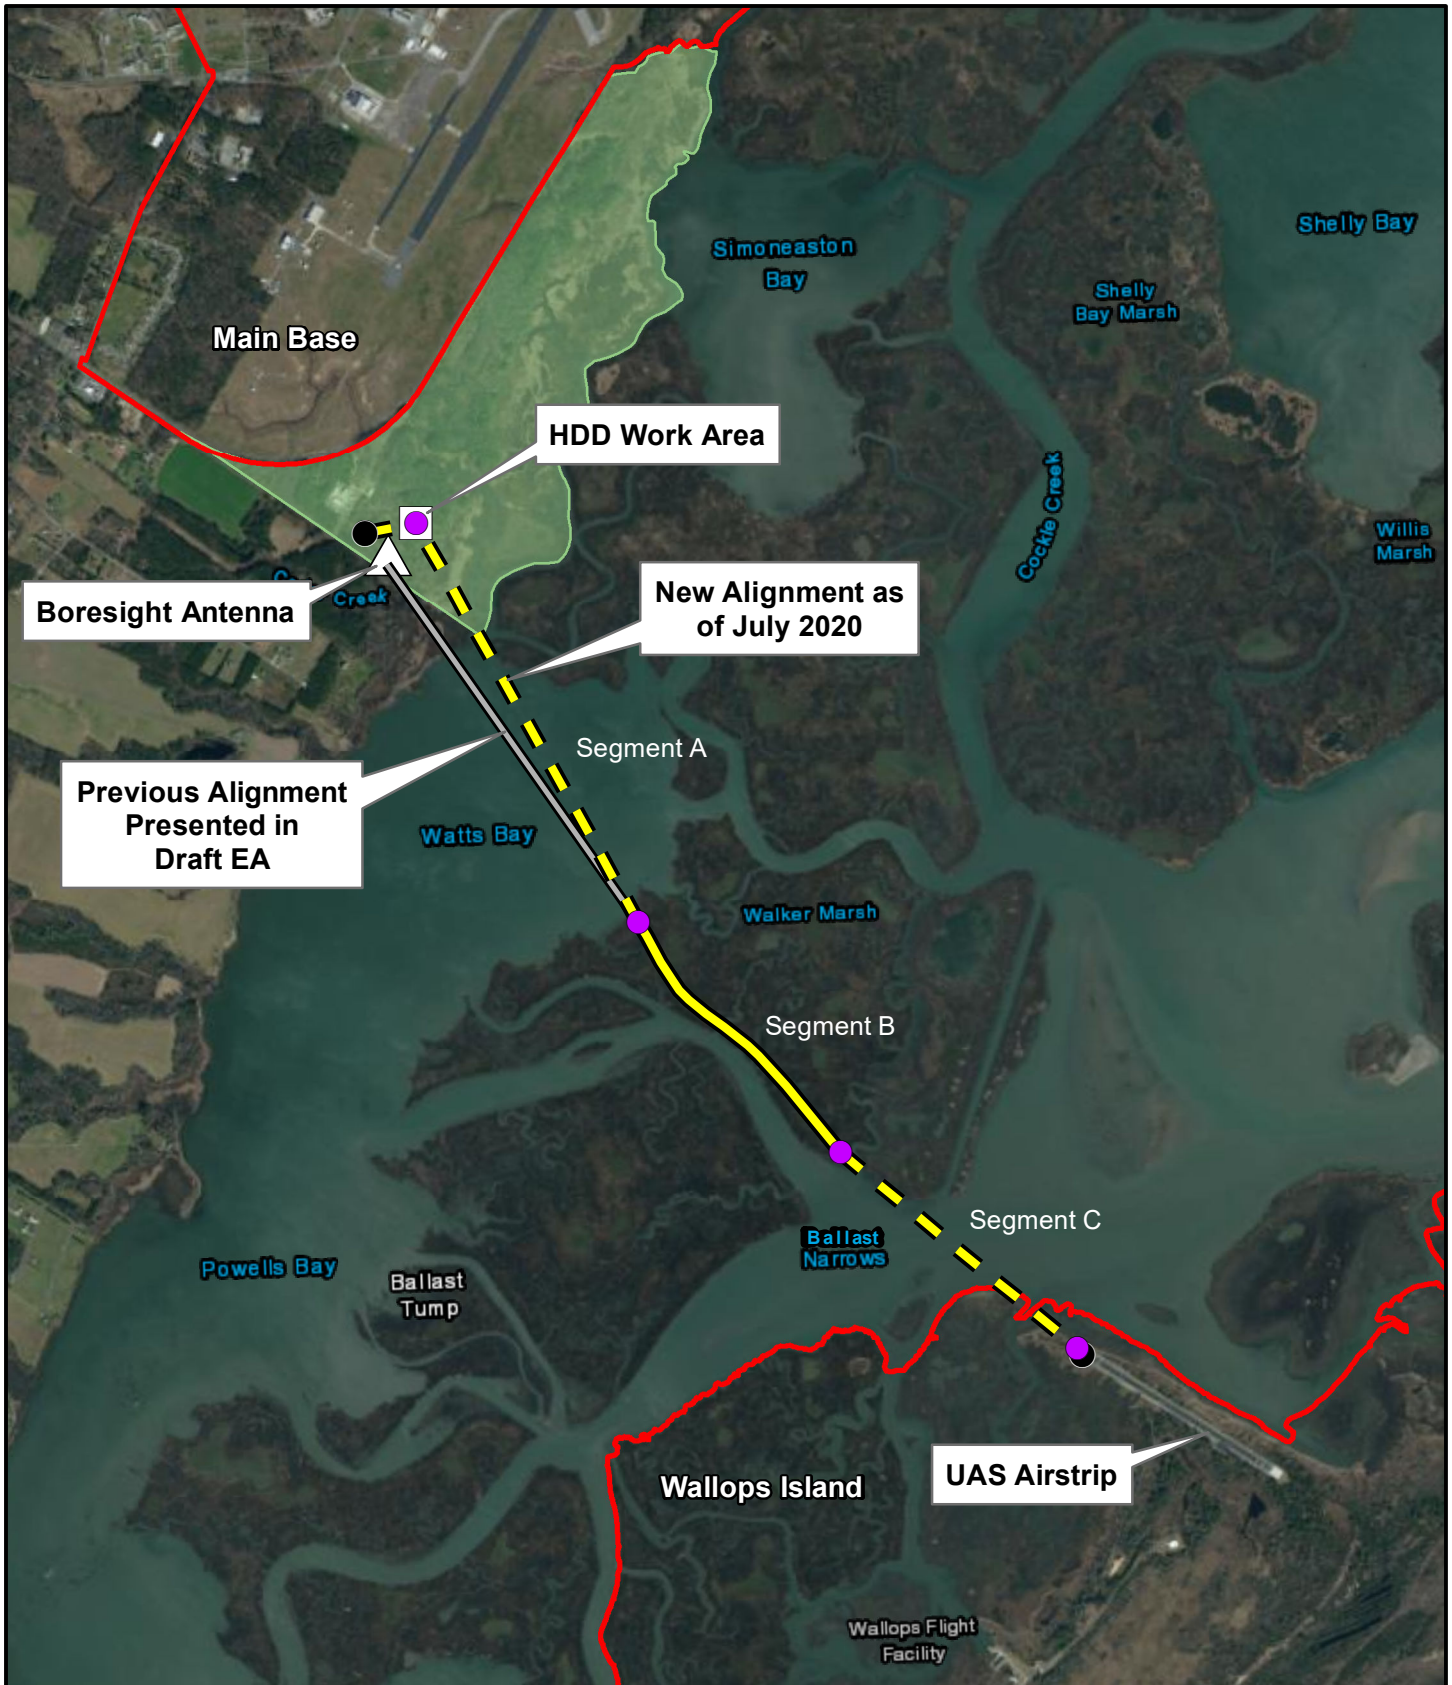 Shelly Bay
Simoneaston
Bay
Shelly
Bay Marsh
Main Base
HDD Work Area
Cockle Creek
Willis
Marsh
Boresight Antenna
Creek
New Alignment as
of July 2020
Segment A
Previous Alignment
Presented in
Draft EA
Watts Bay
Walker Marsh
Segment B
Segment C
Ballast
Narrows
Powells Bay
Ballast
Tump
UAS Airstrip
Wallops Island
Wallops Flight
Facility